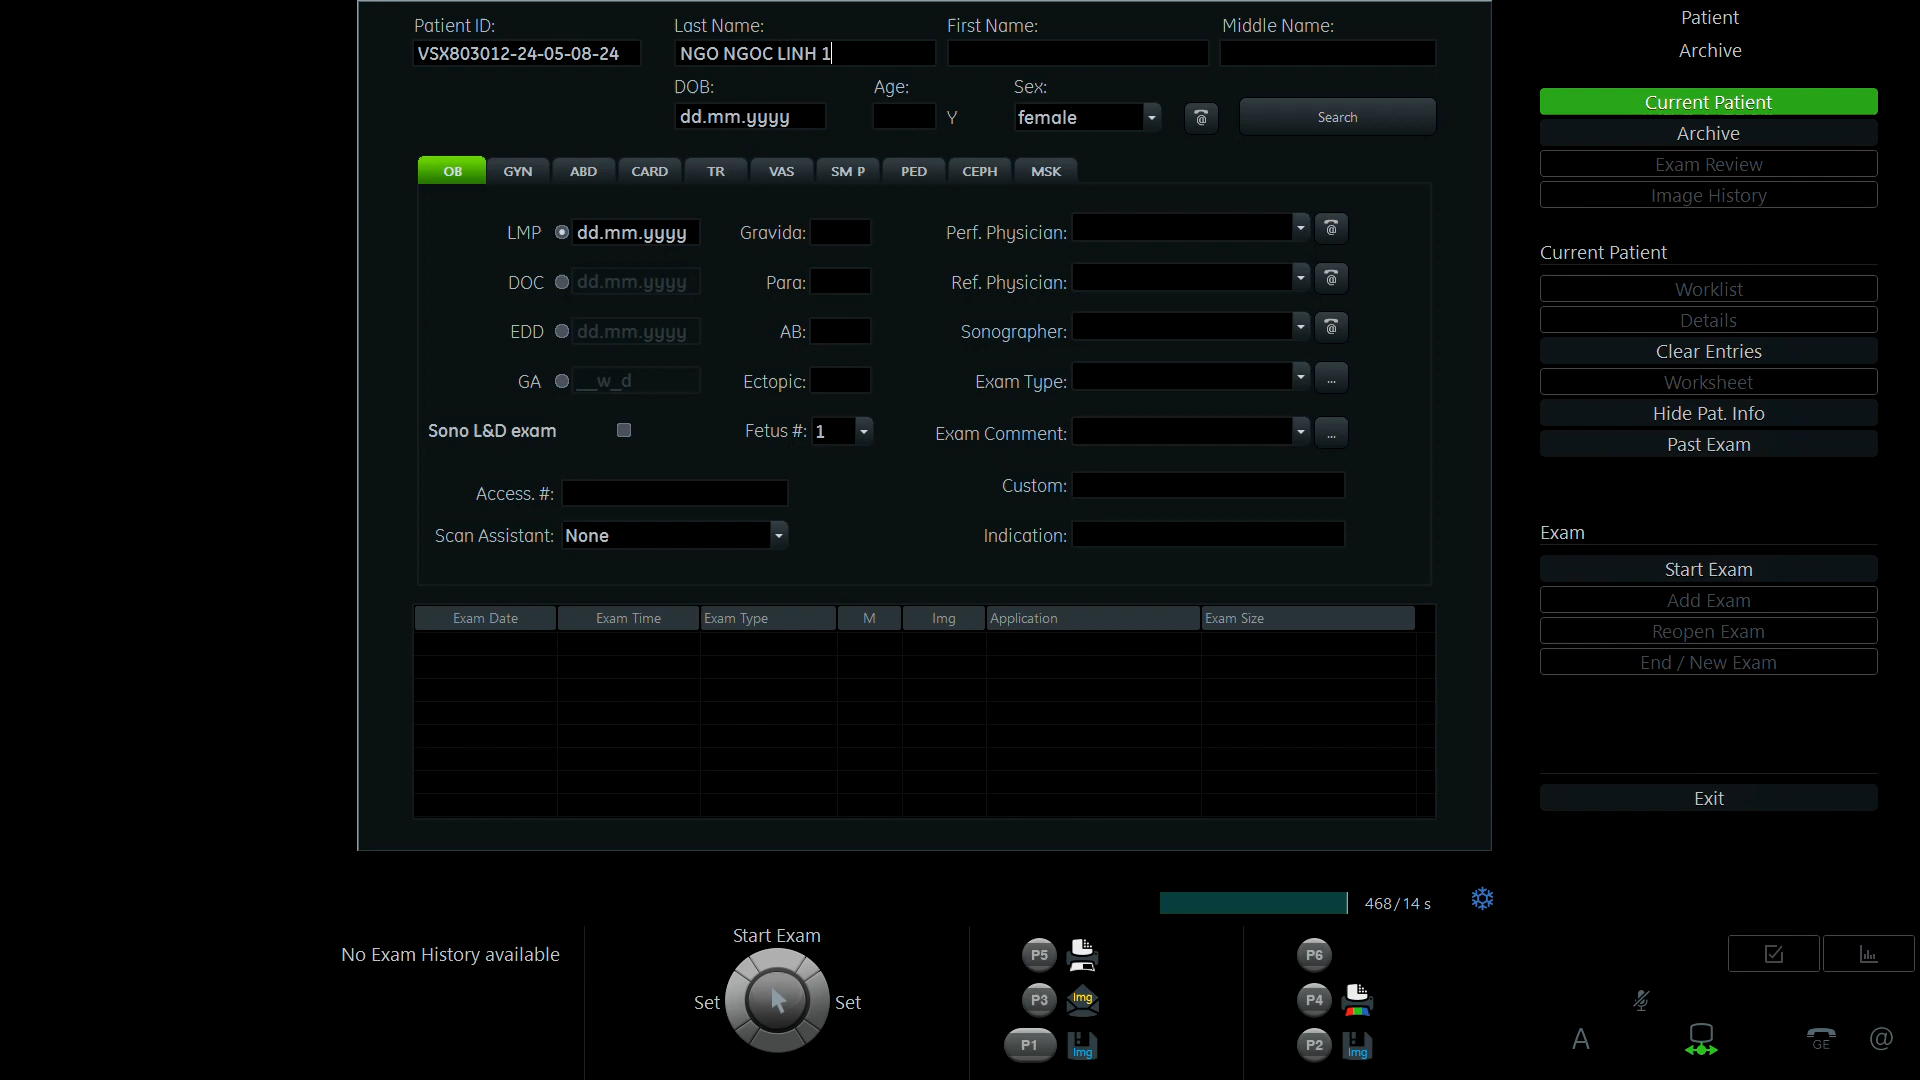 Patient ID: Last Name: First Name: Middle Name:
VSX803012-24-05-08-24 NGO NGOC LINH 1
DOB: Age: Sex:
dd.mm.yyyy Y female @ Search
OB GYN ABD CARD TR VAS SM P PED CEPH MSK
LMP dd.mm.yyyy Gravida: Perf. Physician: @
DOC dd.mm.yyyy Para: Ref. Physician: @
EDD dd.mm.yyyy AB: Sonographer: @
GA __w_d Ectopic: Exam Type: ...
Sono L&D exam Fetus #: 1 Exam Comment: ...
Access. #: Custom:
Scan Assistant: None Indication:
Exam Date Exam Time Exam Type M Img Application Exam Size
Patient
Archive
Current Patient
Archive
Exam Review
Image History
Current Patient
Worklist
Details
Clear Entries
Worksheet
Hide Pat. Info
Past Exam
Exam
Start Exam
Add Exam
Reopen Exam
End / New Exam
Exit
468/14 s
No Exam History available
Start Exam
Set Set
P5
P3 Img
P1 Img
P6
P4
P2 Img
A GE @